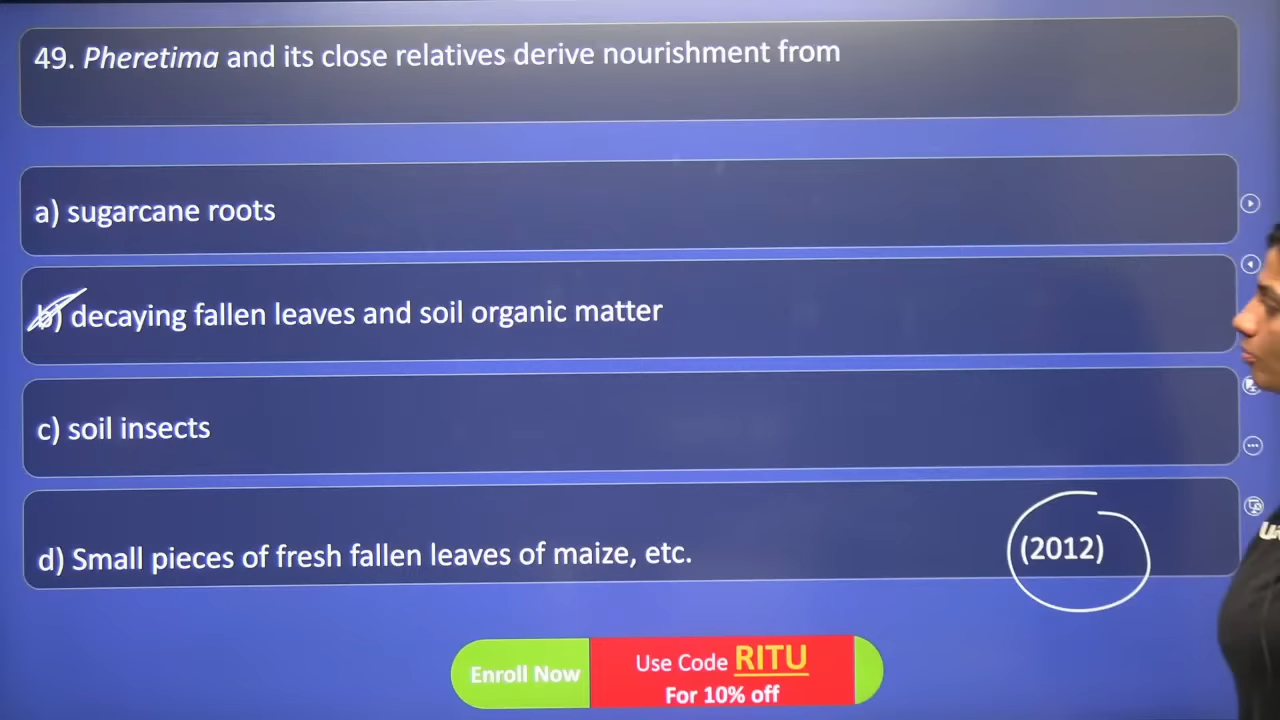 49. Pheretima and its close relatives derive nourishment from
a) sugarcane roots
b) decaying fallen leaves and soil organic matter
c) soil insects
d) Small pieces of fresh fallen leaves of maize, etc.
(2012)
Enroll Now
Use Code RITU
For 10% off